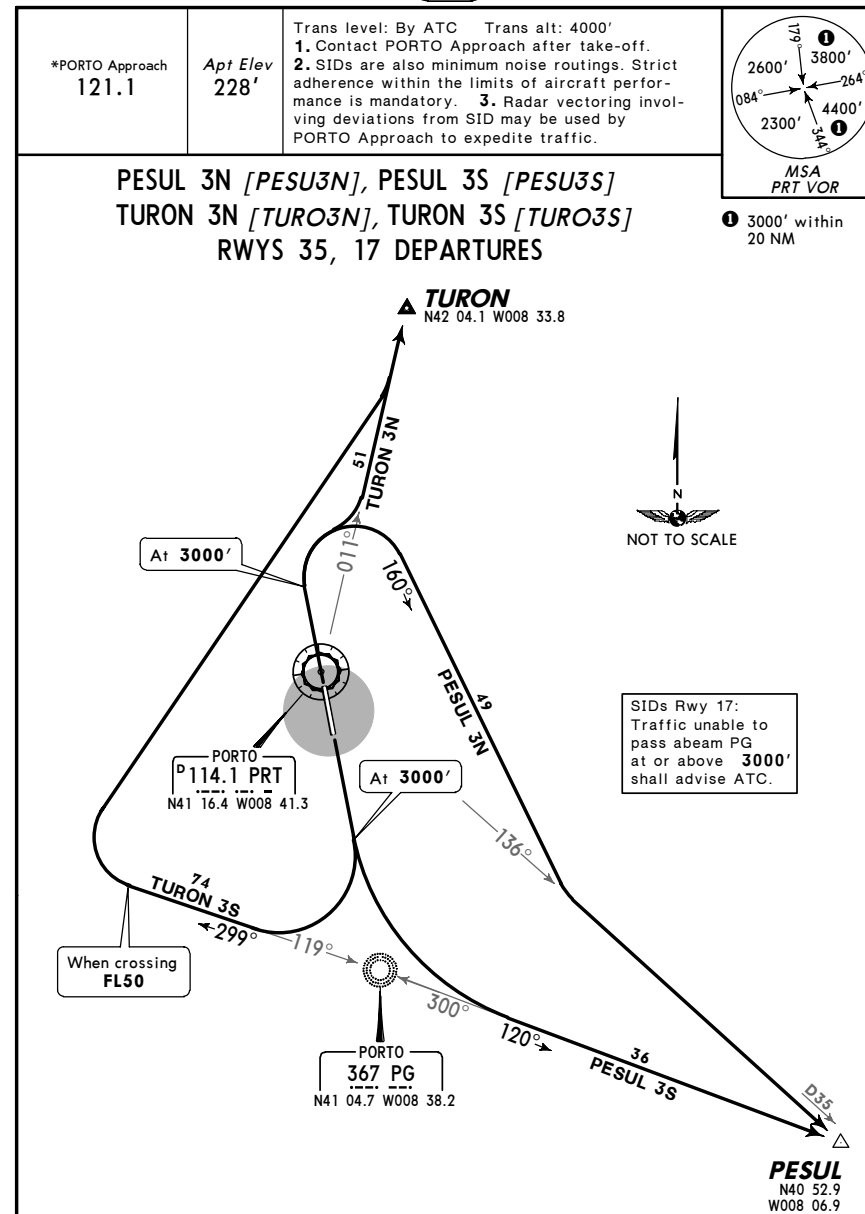 *PORTO Approach
121.1
Apt Elev
228'
Trans level: By ATC Trans alt: 4000'
1. Contact PORTO Approach after take-off.
2. SIDs are also minimum noise routings. Strict
adherence within the limits of aircraft perfor-
mance is mandatory. 3. Radar vectoring invol-
ving deviations from SID may be used by
PORTO Approach to expedite traffic.
179°
1
3800'
2600'
264°
084°
4400'
2300'
344°
1
MSA
PRT VOR
1 3000' within
20 NM
PESUL 3N [PESU3N], PESUL 3S [PESU3S]
TURON 3N [TURO3N], TURON 3S [TURO3S]
RWYS 35, 17 DEPARTURES
TURON
N42 04.1 W008 33.8
51
TURON 3N
N
NOT TO SCALE
At 3000'
011°
160°
49
PESUL 3N
SIDs Rwy 17:
Traffic unable to
pass abeam PG
at or above 3000'
shall advise ATC.
PORTO
D 114.1 PRT
N41 16.4 W008 41.3
At 3000'
136°
74
TURON 3S
299°
119°
When crossing
FL50
300°
120°
36
PESUL 3S
PORTO
367 PG
N41 04.7 W008 38.2
D35
PESUL
N40 52.9
W008 06.9